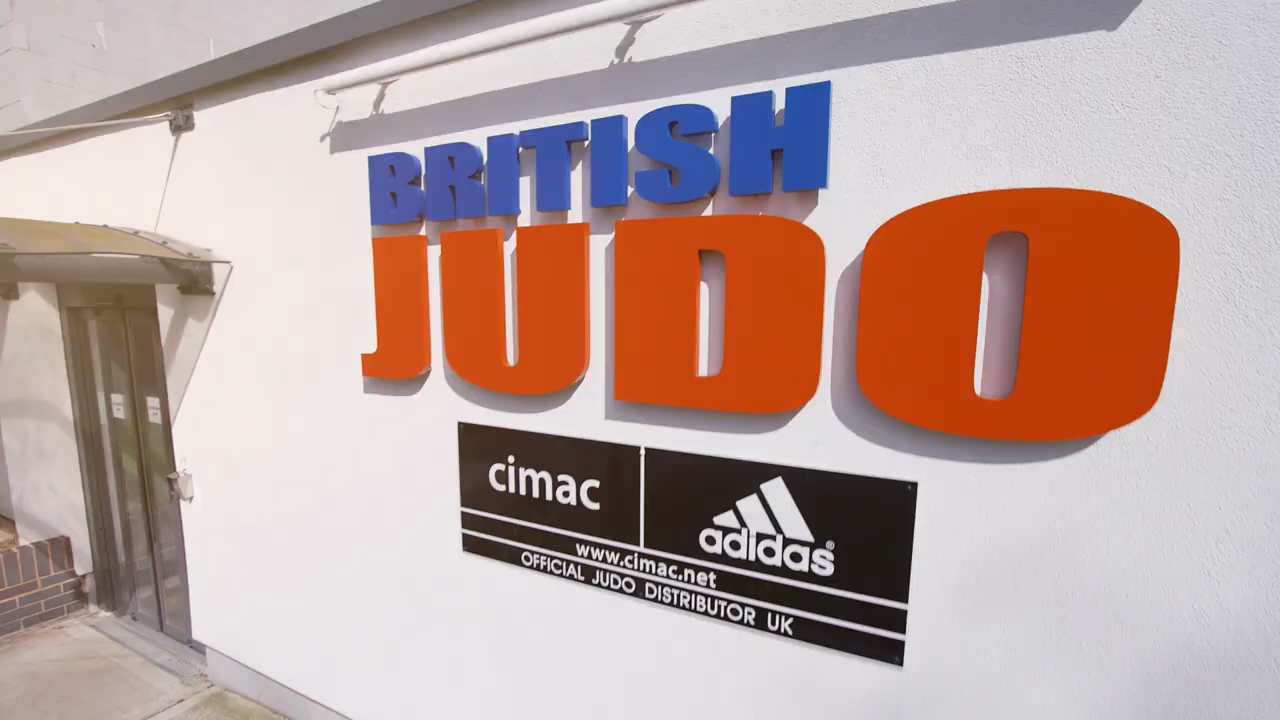 BRITISH
JUDO
cimac
adidas®
www.cimac.net
OFFICIAL JUDO DISTRIBUTOR UK